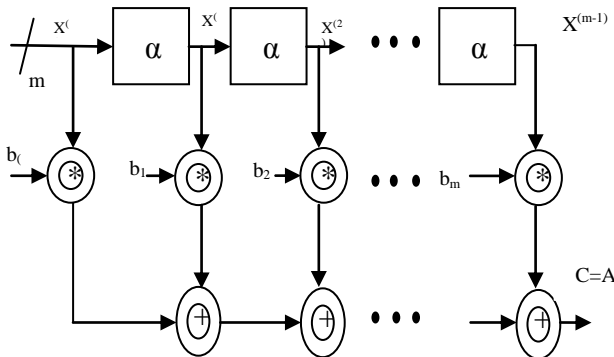 X⁽ X⁽ X⁽² X⁽ᵐ⁻¹⁾
)
α α α
m
b₍ * b₁ * b₂ * bₘ *
C=A
+ + +